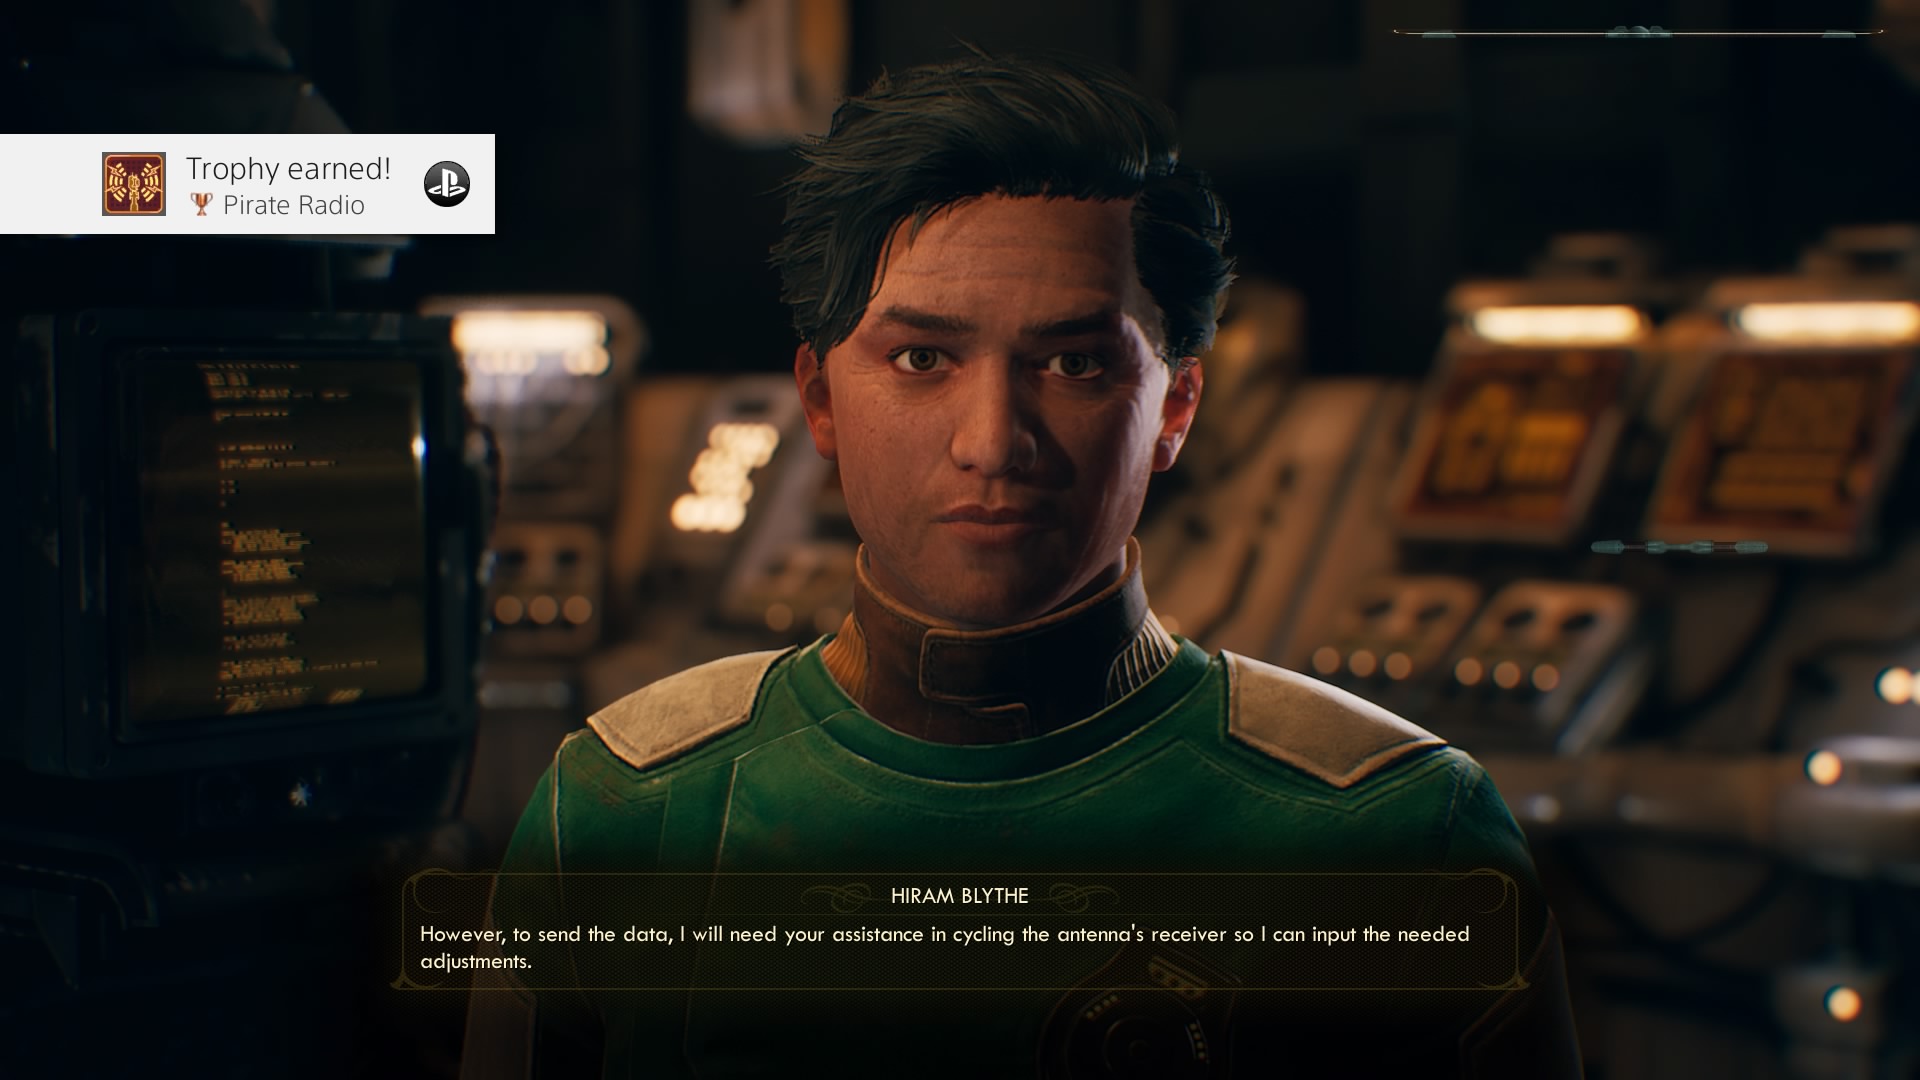 Trophy earned!
Pirate Radio
HIRAM BLYTHE
However, to send the data, I will need your assistance in cycling the antenna's receiver so I can input the needed
adjustments.